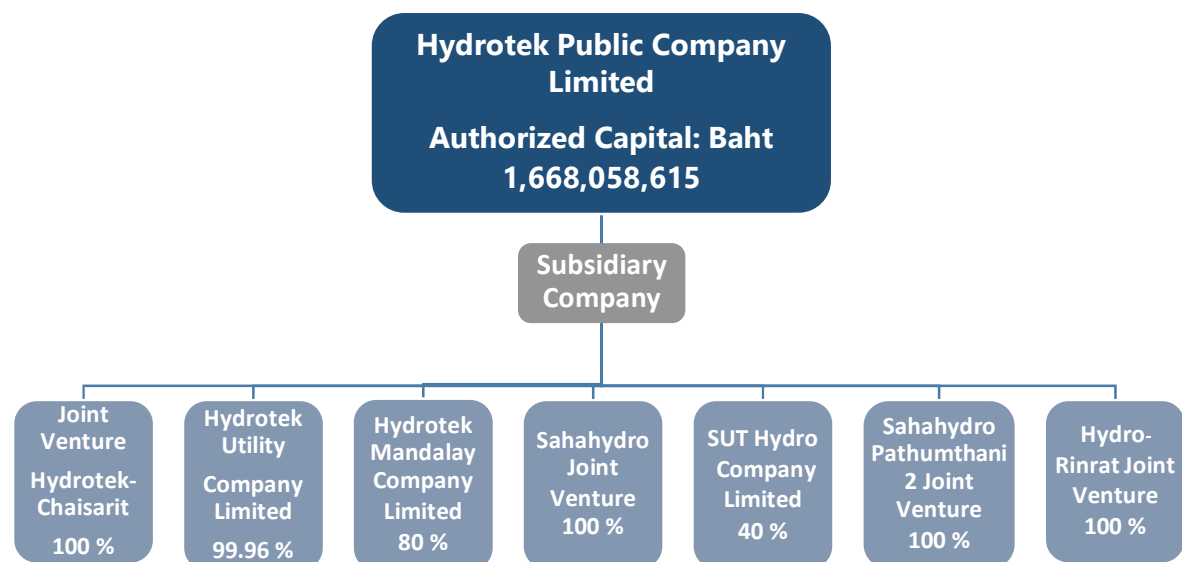 Hydrotek Public Company
Limited
Authorized Capital: Baht
1,668,058,615
Subsidiary
Company
Joint
Venture
Hydrotek-
Chaisarit
100 %
Hydrotek
Utility
Company
Limited
99.96 %
Hydrotek
Mandalay
Company
Limited
80 %
Sahahydro
Joint
Venture
100 %
SUT Hydro
Company
Limited
40 %
Sahahydro
Pathumthani
2 Joint
Venture
100 %
Hydro-
Rinrat Joint
Venture
100 %